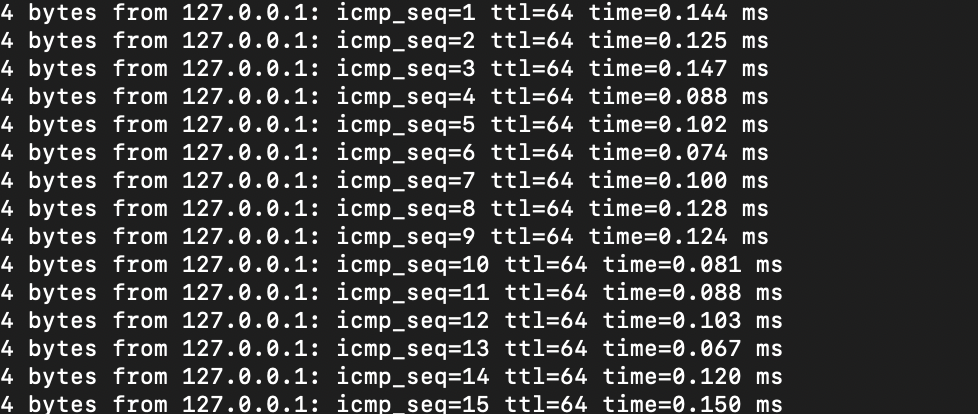 4 bytes from 127.0.0.1: icmp_seq=1 ttl=64 time=0.144 ms
4 bytes from 127.0.0.1: icmp_seq=2 ttl=64 time=0.125 ms
4 bytes from 127.0.0.1: icmp_seq=3 ttl=64 time=0.147 ms
4 bytes from 127.0.0.1: icmp_seq=4 ttl=64 time=0.088 ms
4 bytes from 127.0.0.1: icmp_seq=5 ttl=64 time=0.102 ms
4 bytes from 127.0.0.1: icmp_seq=6 ttl=64 time=0.074 ms
4 bytes from 127.0.0.1: icmp_seq=7 ttl=64 time=0.100 ms
4 bytes from 127.0.0.1: icmp_seq=8 ttl=64 time=0.128 ms
4 bytes from 127.0.0.1: icmp_seq=9 ttl=64 time=0.124 ms
4 bytes from 127.0.0.1: icmp_seq=10 ttl=64 time=0.081 ms
4 bytes from 127.0.0.1: icmp_seq=11 ttl=64 time=0.088 ms
4 bytes from 127.0.0.1: icmp_seq=12 ttl=64 time=0.103 ms
4 bytes from 127.0.0.1: icmp_seq=13 ttl=64 time=0.067 ms
4 bytes from 127.0.0.1: icmp_seq=14 ttl=64 time=0.120 ms
4 bytes from 127.0.0.1: icmp_seq=15 ttl=64 time=0.150 ms